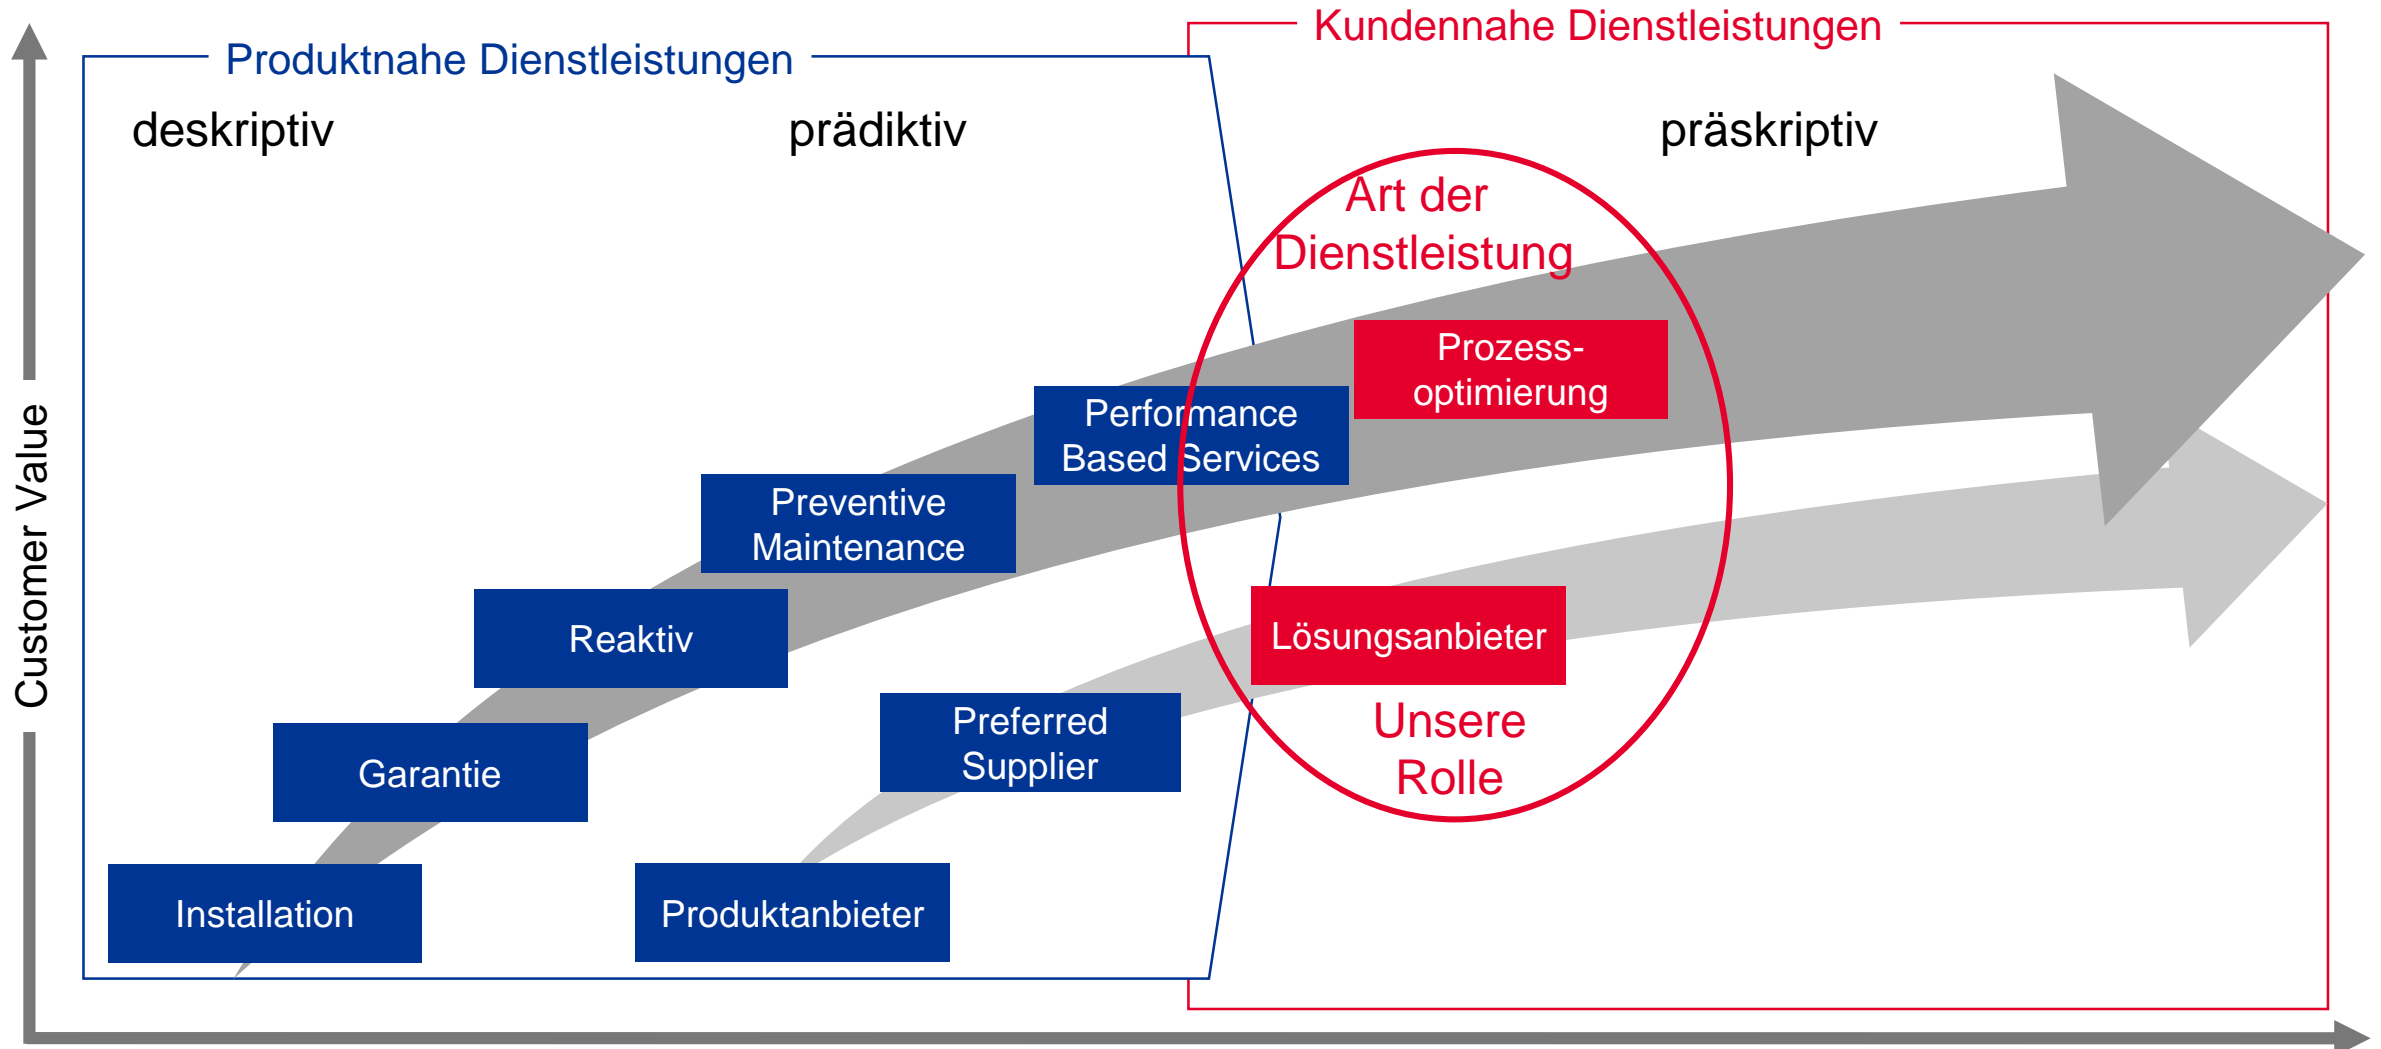 Kundennahe Dienstleistungen
Produktnahe Dienstleistungen
deskriptiv
prädiktiv
präskriptiv
Art der
Dienstleistung
Prozess-
optimierung
Performance
Based Services
Preventive
Maintenance
Reaktiv
Lösungsanbieter
Preferred
Supplier
Unsere
Rolle
Garantie
Installation
Produktanbieter
Customer Value